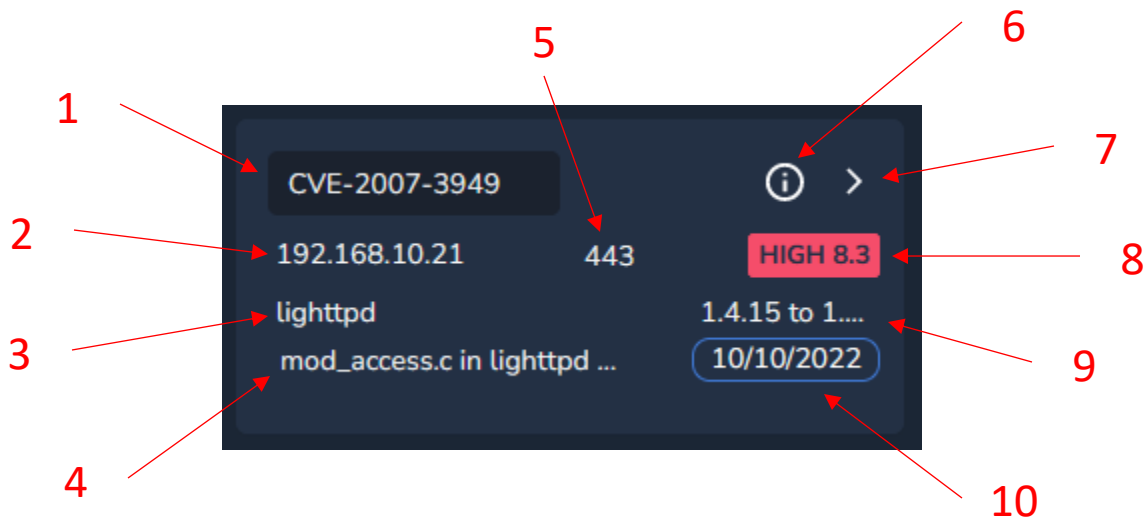 6
5
1
7
CVE-2007-3949
2
192.168.10.21 443 HIGH 8.3
8
lighttpd 1.4.15 to 1....
3
mod_access.c in lighttpd ... 10/10/2022
9
4
10